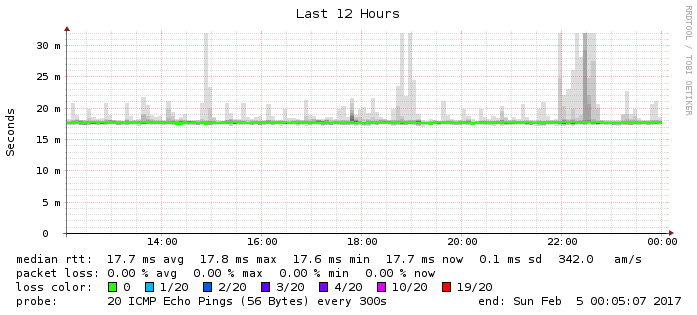 Last 12 Hours
RRDTOOL / TOBI OETIKER
Seconds
30 m
25 m
20 m
15 m
10 m
5 m
0
14:00 16:00 18:00 20:00 22:00 00:00
median rtt: 17.7 ms avg 17.8 ms max 17.6 ms min 17.7 ms now 0.1 ms sd 342.0 am/s
packet loss: 0.00 % avg 0.00 % max 0.00 % min 0.00 % now
loss color: 0 1/20 2/20 3/20 4/20 10/20 19/20
probe: 20 ICMP Echo Pings (56 Bytes) every 300s end: Sun Feb 5 00:05:07 2017